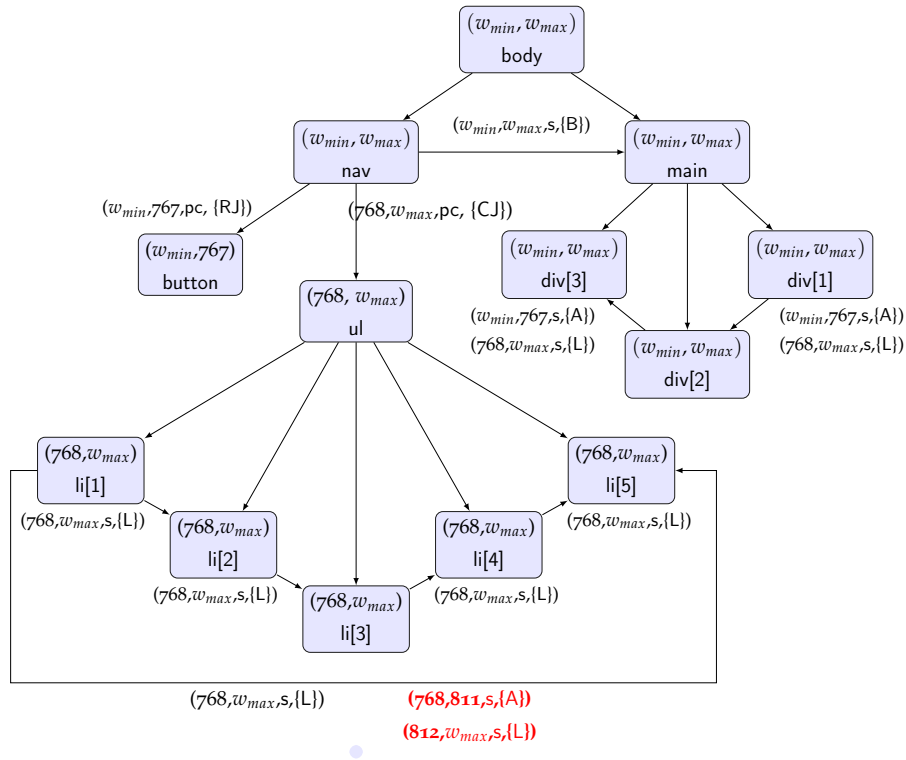 (w_min, w_max)
body
(w_min, w_max)
nav
(w_min,w_max,s,{B})
(w_min, w_max)
main
(w_min,767,pc, {RJ})
(768,w_max,pc, {CJ})
(w_min,767)
button
(w_min, w_max)
div[3]
(w_min, w_max)
div[1]
(768, w_max)
ul
(w_min,767,s,{A})
(768,w_max,s,{L})
(w_min,767,s,{A})
(768,w_max,s,{L})
(w_min, w_max)
div[2]
(768,w_max)
li[1]
(768,w_max)
li[5]
(768,w_max,s,{L})
(768,w_max)
li[2]
(768,w_max)
li[4]
(768,w_max,s,{L})
(768,w_max,s,{L})
(768,w_max)
li[3]
(768,w_max,s,{L})
(768,w_max,s,{L})
(768,811,s,{A})
(812,w_max,s,{L})